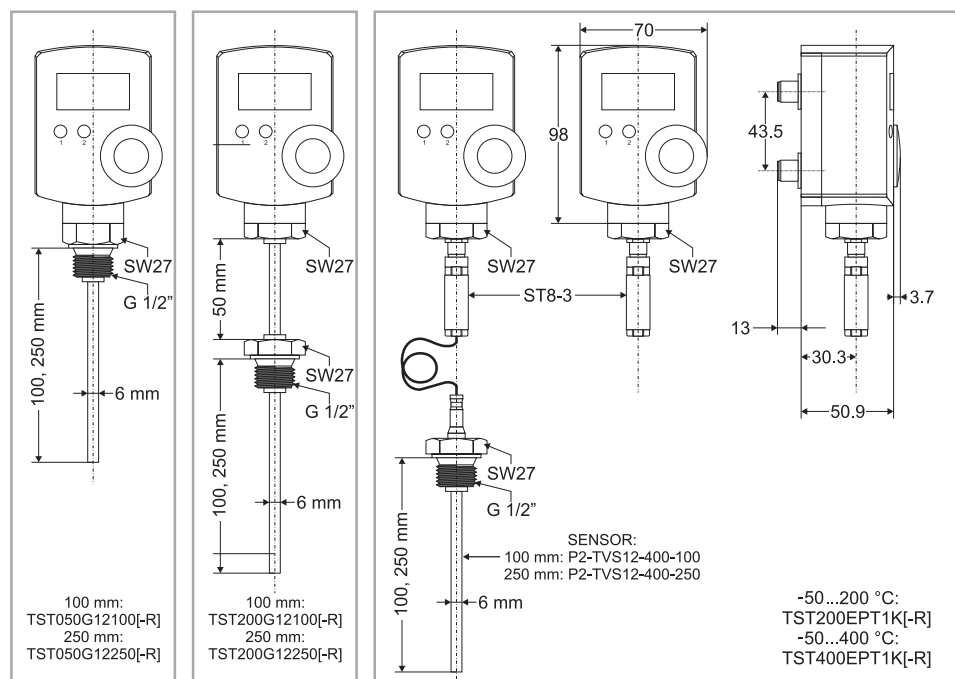 1 2
SW27
G 1/2”
100, 250 mm
6 mm
100 mm:
TST050G12100[-R]
250 mm:
TST050G12250[-R]
1 2
SW27
50 mm
SW27
G 1/2”
100, 250 mm
6 mm
100 mm:
TST200G12100[-R]
250 mm:
TST200G12250[-R]
1 2
SW27
ST8-3
SW27
G 1/2”
100, 250 mm
6 mm
SENSOR:
100 mm: P2-TVS12-400-100
250 mm: P2-TVS12-400-250
70
98
1 2
SW27
43.5
3.7
13
30.3
50.9
-50...200 °C:
TST200EPT1K[-R]
-50...400 °C:
TST400EPT1K[-R]